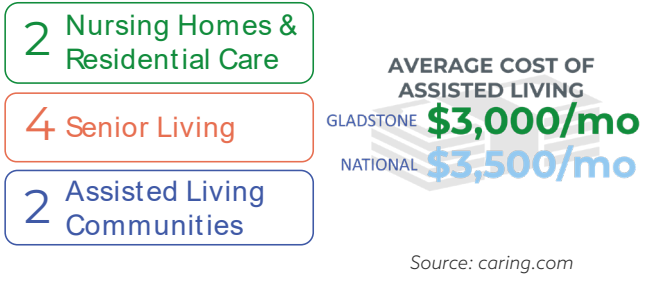 2 Nursing Homes &
Residential Care
4 Senior Living
2 Assisted Living
Communities
AVERAGE COST OF
ASSISTED LIVING
GLADSTONE $3,000/mo
NATIONAL $3,500/mo
Source: caring.com